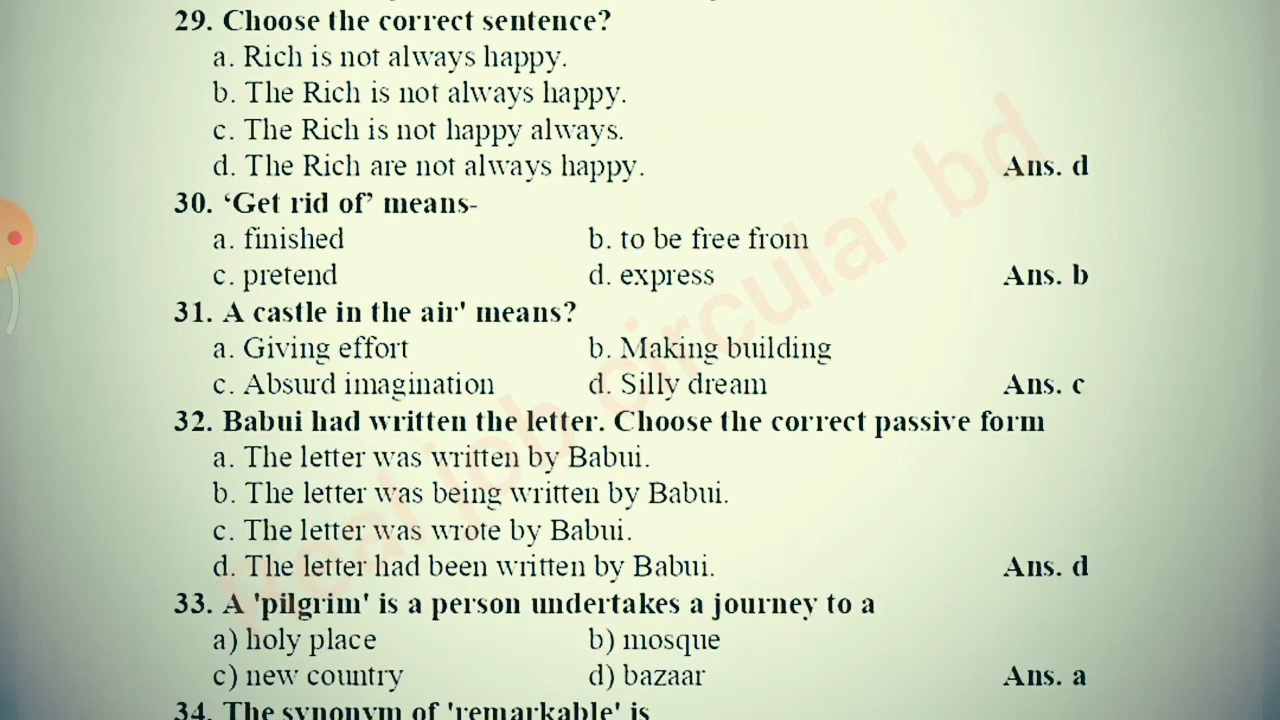 29. Choose the correct sentence?
a. Rich is not always happy.
b. The Rich is not always happy.
c. The Rich is not happy always.
d. The Rich are not always happy. Ans. d
30. ‘Get rid of’ means-
a. finished b. to be free from
c. pretend d. express Ans. b
31. A castle in the air' means?
a. Giving effort b. Making building
c. Absurd imagination d. Silly dream Ans. c
32. Babui had written the letter. Choose the correct passive form
a. The letter was written by Babui.
b. The letter was being written by Babui.
c. The letter was wrote by Babui.
d. The letter had been written by Babui. Ans. d
33. A 'pilgrim' is a person undertakes a journey to a
a) holy place b) mosque
c) new country d) bazaar Ans. a
34. The synonym of 'remarkable' is
job circular bd